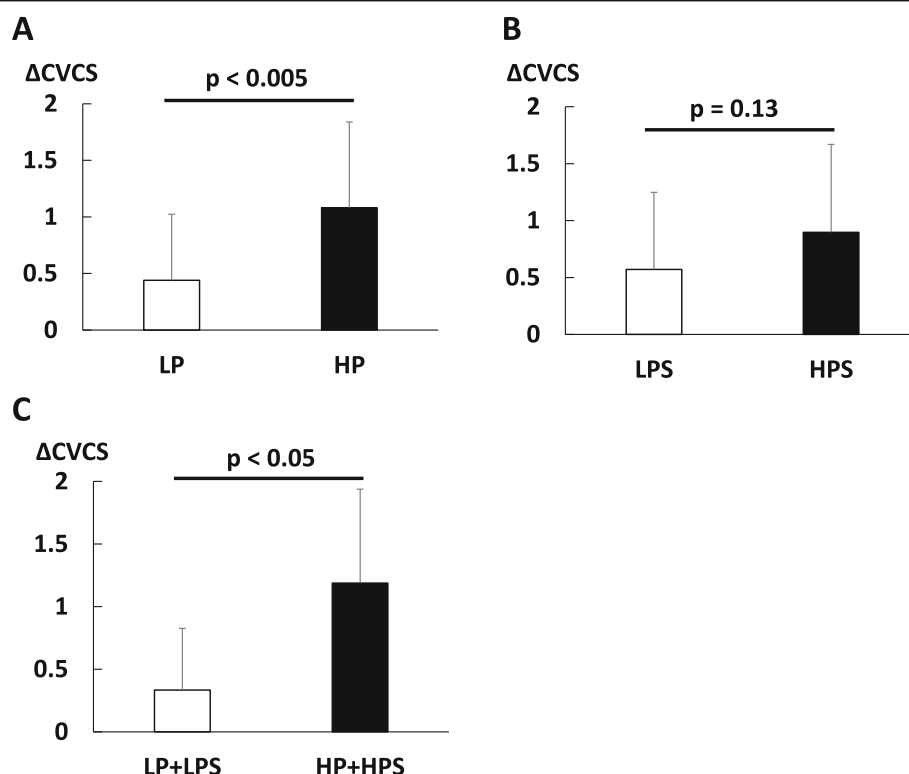 A
ΔCVCS
p < 0.005
2
1.5
1
0.5
0
LP HP
B
ΔCVCS
p = 0.13
2
1.5
1
0.5
0
LPS HPS
C
ΔCVCS
p < 0.05
2
1.5
1
0.5
0
LP+LPS HP+HPS